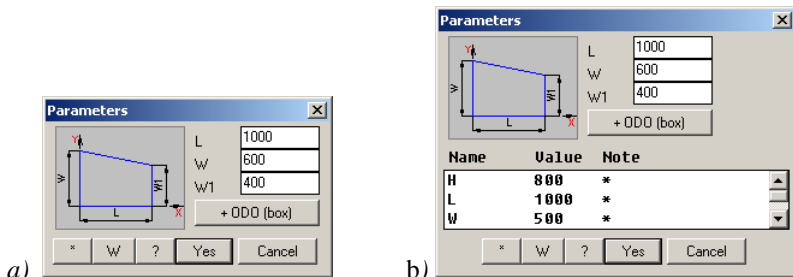 Parameters
Y
W
W1
L
X
L 1000
W 600
W1 400
+ ODO (box)
* W ? Yes Cancel
a)
Parameters
Y
W
W1
L
X
L 1000
W 600
W1 400
+ ODO (box)
Name Value Note
H 800 *
L 1000 *
W 500 *
* W ? Yes Cancel
b)